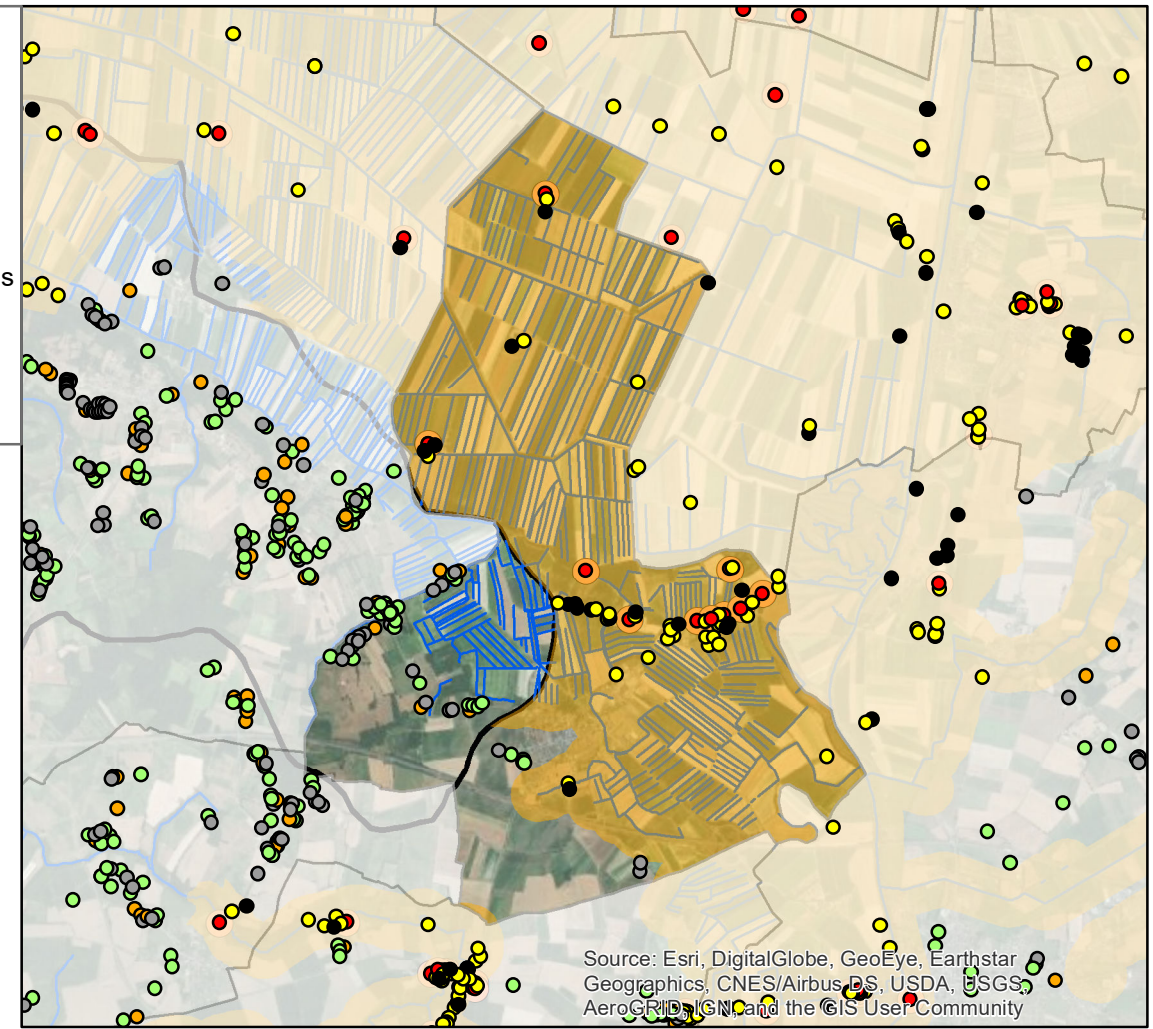 s
Source: Esri, DigitalGlobe, GeoEye, Earthstar
Geographics, CNES/Airbus DS, USDA, USGS,
AeroGRID, IGN, and the GIS User Community